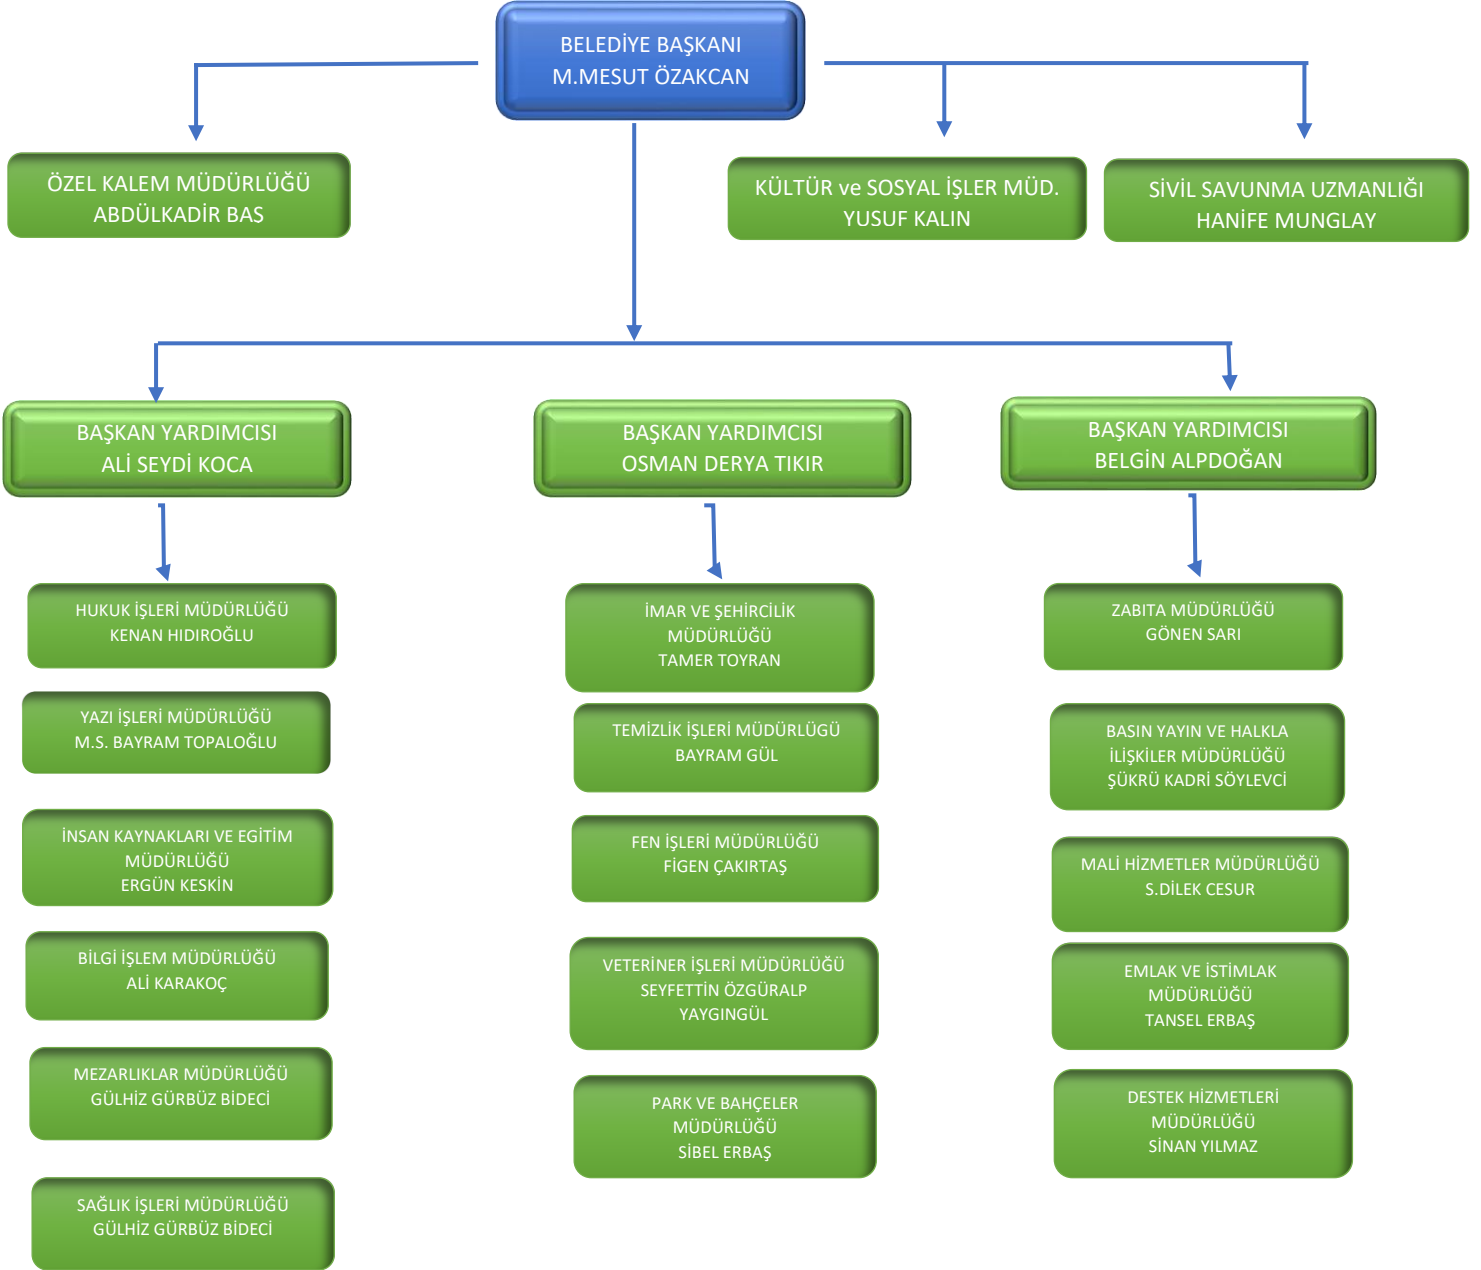 BELEDİYE BAŞKANI
M.MESUT ÖZAKCAN
ÖZEL KALEM MÜDÜRLÜĞÜ
ABDÜLKADİR BAS
KÜLTÜR ve SOSYAL İŞLER MÜD.
YUSUF KALIN
SİVİL SAVUNMA UZMANLIĞI
HANİFE MUNGLAY
BAŞKAN YARDIMCISI
ALİ SEYDİ KOCA
BAŞKAN YARDIMCISI
OSMAN DERYA TIKIR
BAŞKAN YARDIMCISI
BELGİN ALPDOĞAN
HUKUK İŞLERİ MÜDÜRLÜĞÜ
KENAN HIDIROĞLU
YAZI İŞLERİ MÜDÜRLÜĞÜ
M.S. BAYRAM TOPALOĞLU
İNSAN KAYNAKLARI VE EGİTİM
MÜDÜRLÜĞÜ
ERGÜN KESKİN
BİLGİ İŞLEM MÜDÜRLÜĞÜ
ALİ KARAKOÇ
MEZARLIKLAR MÜDÜRLÜĞÜ
GÜLHİZ GÜRBÜZ BİDECİ
SAĞLIK İŞLERİ MÜDÜRLÜĞÜ
GÜLHİZ GÜRBÜZ BİDECİ
İMAR VE ŞEHİRCİLİK
MÜDÜRLÜĞÜ
TAMER TOYRAN
TEMİZLİK İŞLERİ MÜDÜRLÜGÜ
BAYRAM GÜL
FEN İŞLERİ MÜDÜRLÜĞÜ
FİGEN ÇAKIRTAŞ
VETERİNER İŞLERİ MÜDÜRLÜĞÜ
SEYFETTİN ÖZGÜRALP
YAYGINGÜL
PARK VE BAHÇELER
MÜDÜRLÜĞÜ
SİBEL ERBAŞ
ZABITA MÜDÜRLÜĞÜ
GÖNEN SARI
BASIN YAYIN VE HALKLA
İLİŞKİLER MÜDÜRLÜĞÜ
ŞÜKRÜ KADRİ SÖYLEVCİ
MALİ HİZMETLER MÜDÜRLÜĞÜ
S.DİLEK CESUR
EMLAK VE İSTİMLAK
MÜDÜRLÜĞÜ
TANSEL ERBAŞ
DESTEK HİZMETLERİ
MÜDÜRLÜĞÜ
SİNAN YILMAZ